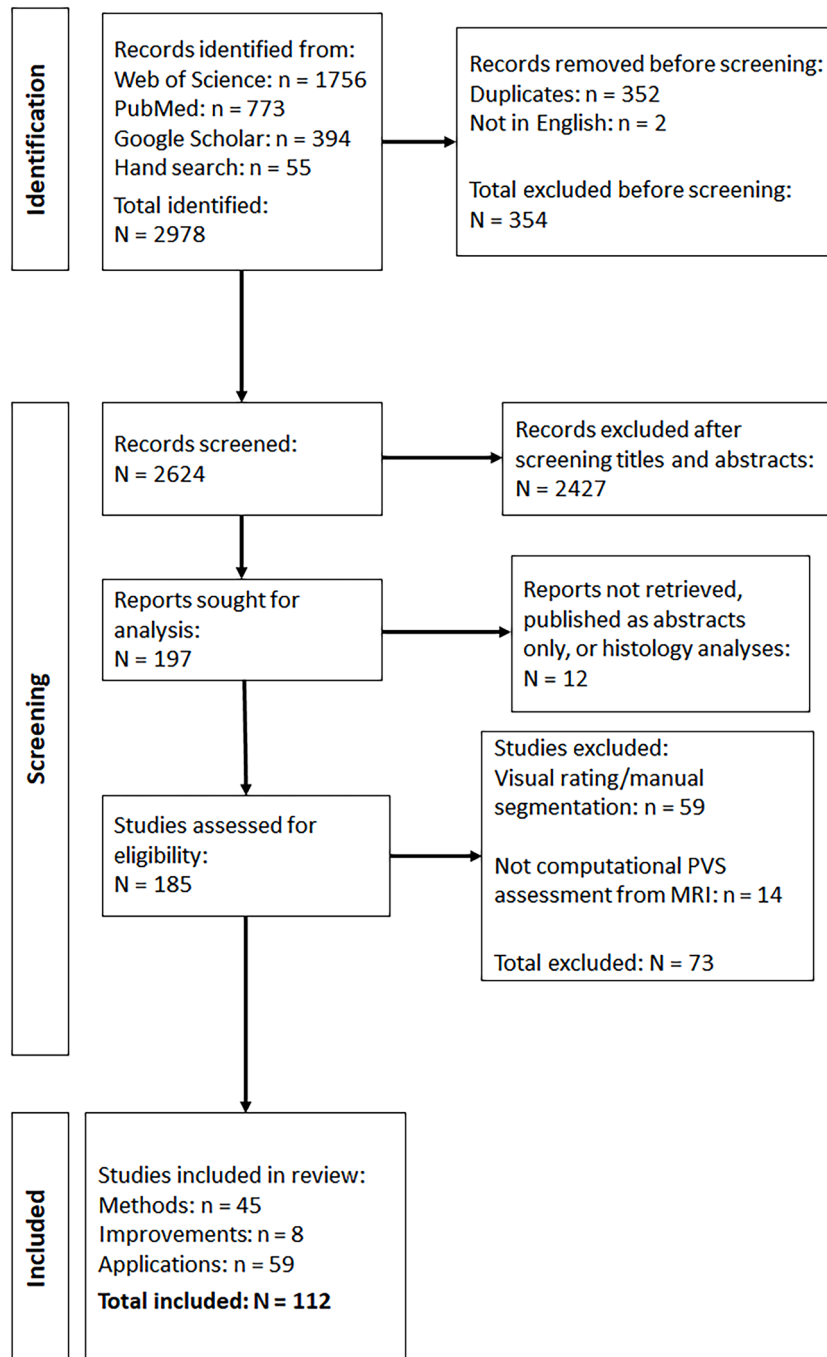 Identification
Records identified from:
Web of Science: n = 1756
PubMed: n = 773
Google Scholar: n = 394
Hand search: n = 55
Total identified:
N = 2978
Records removed before screening:
Duplicates: n = 352
Not in English: n = 2
Total excluded before screening:
N = 354
Screening
Records screened:
N = 2624
Records excluded after
screening titles and abstracts:
N = 2427
Reports sought for
analysis:
N = 197
Reports not retrieved,
published as abstracts
only, or histology analyses:
N = 12
Studies assessed for
eligibility:
N = 185
Studies excluded:
Visual rating/manual
segmentation: n = 59
Not computational PVS
assessment from MRI: n = 14
Total excluded: N = 73
Included
Studies included in review:
Methods: n = 45
Improvements: n = 8
Applications: n = 59
Total included: N = 112